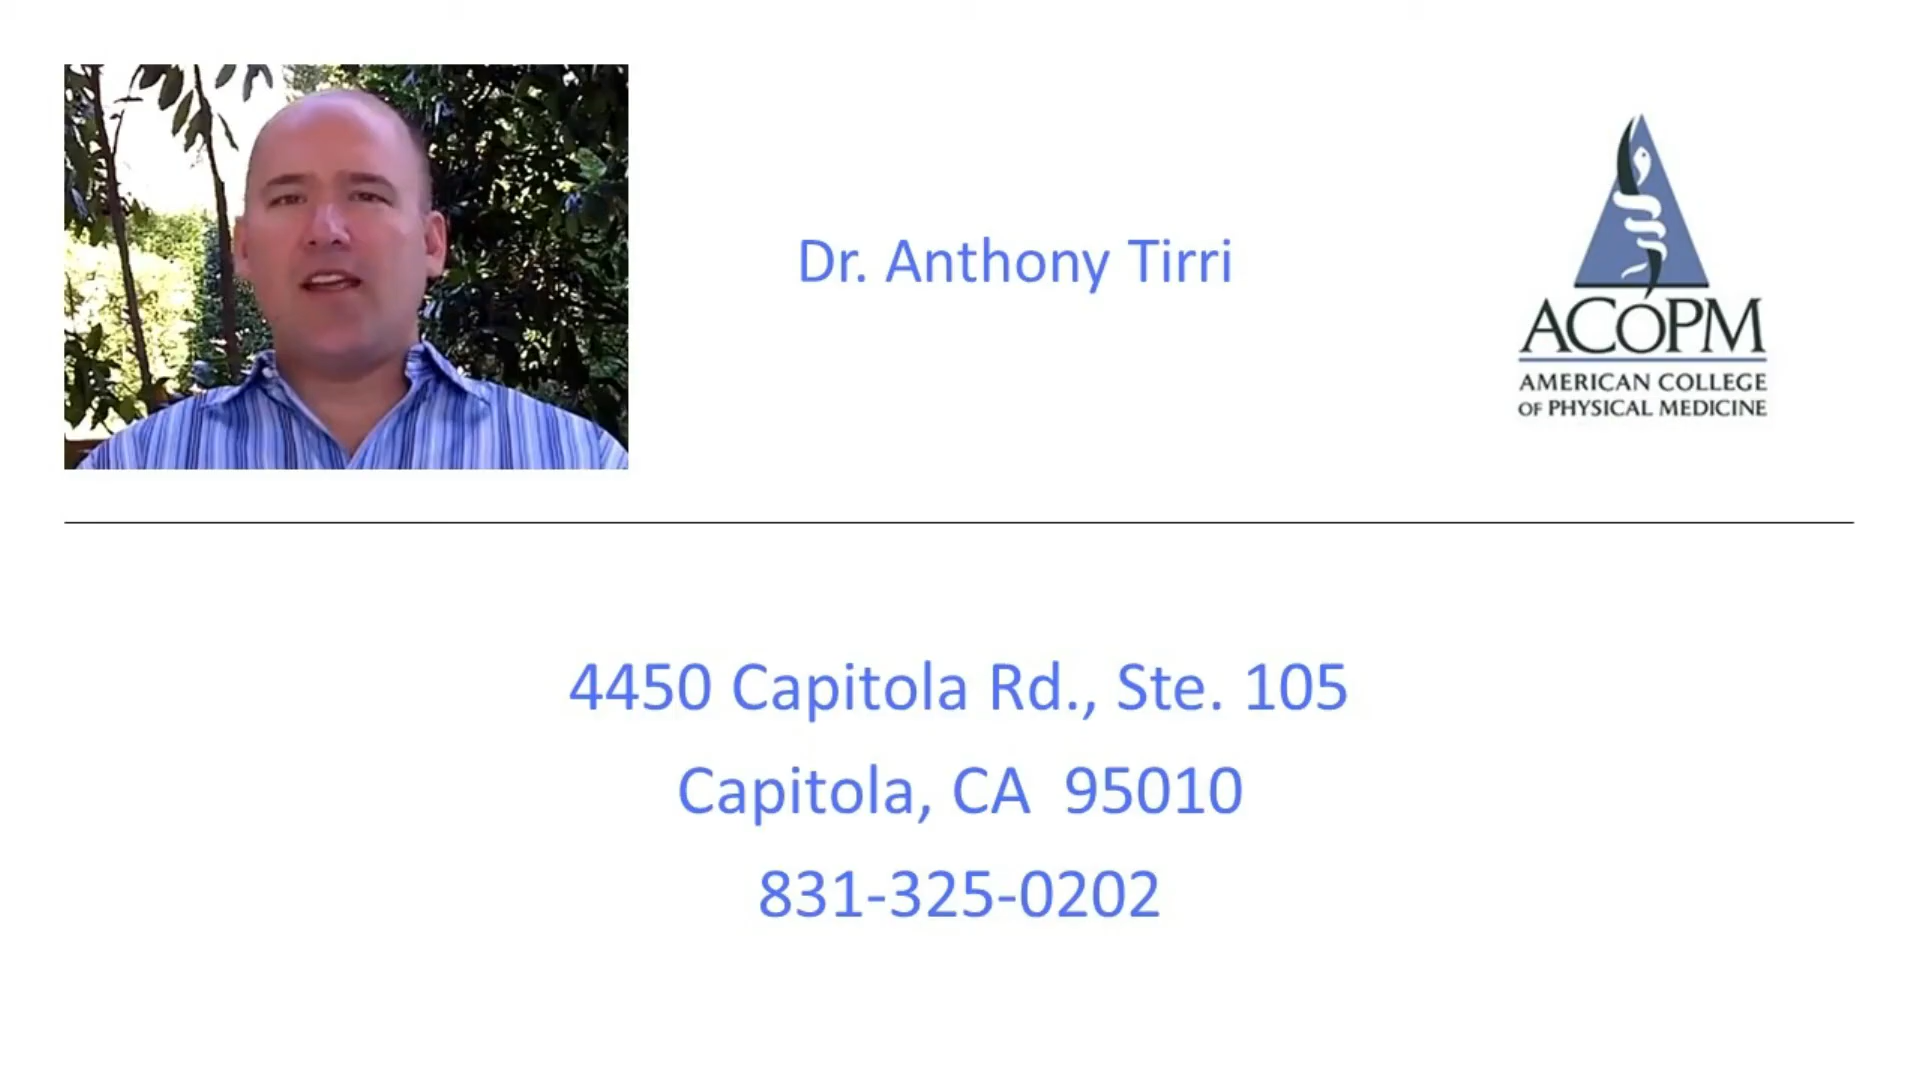 Dr. Anthony Tirri
ACoPM
AMERICAN COLLEGE
OF PHYSICAL MEDICINE
4450 Capitola Rd., Ste. 105
Capitola, CA  95010
831-325-0202